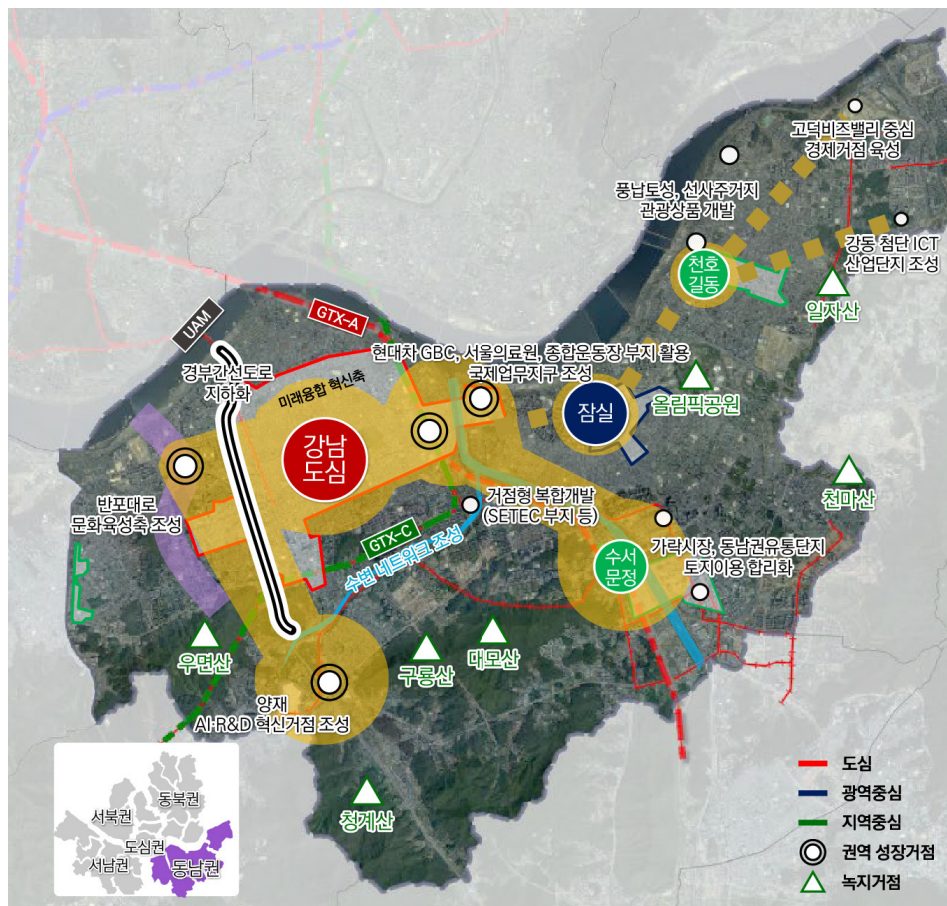 고덕비즈밸리 중심
경제거점 육성
풍납토성, 선사주거지
관광상품 개발
강동 첨단 ICT
산업단지 조성
천호
길동
일자산
UAM
GTX-A
경부간선도로
지하화
현대차 GBC, 서울의료원, 종합운동장 부지 활용
국제업무지구 조성
미래융합 혁신축
잠실
올림픽공원
강남
도심
천마산
반포대로
문화육성축 조성
거점형 복합개발
(SETEC 부지 등)
GTX-C
수변 네트워크 조성
가락시장, 동남권유통단지
토지이용 합리화
수서
문정
우면산
구룡산
대모산
양재
AI·R&D 혁신거점 조성
청계산
동북권
서북권
도심권
서남권
동남권
도심
광역중심
지역중심
권역 성장거점
녹지거점